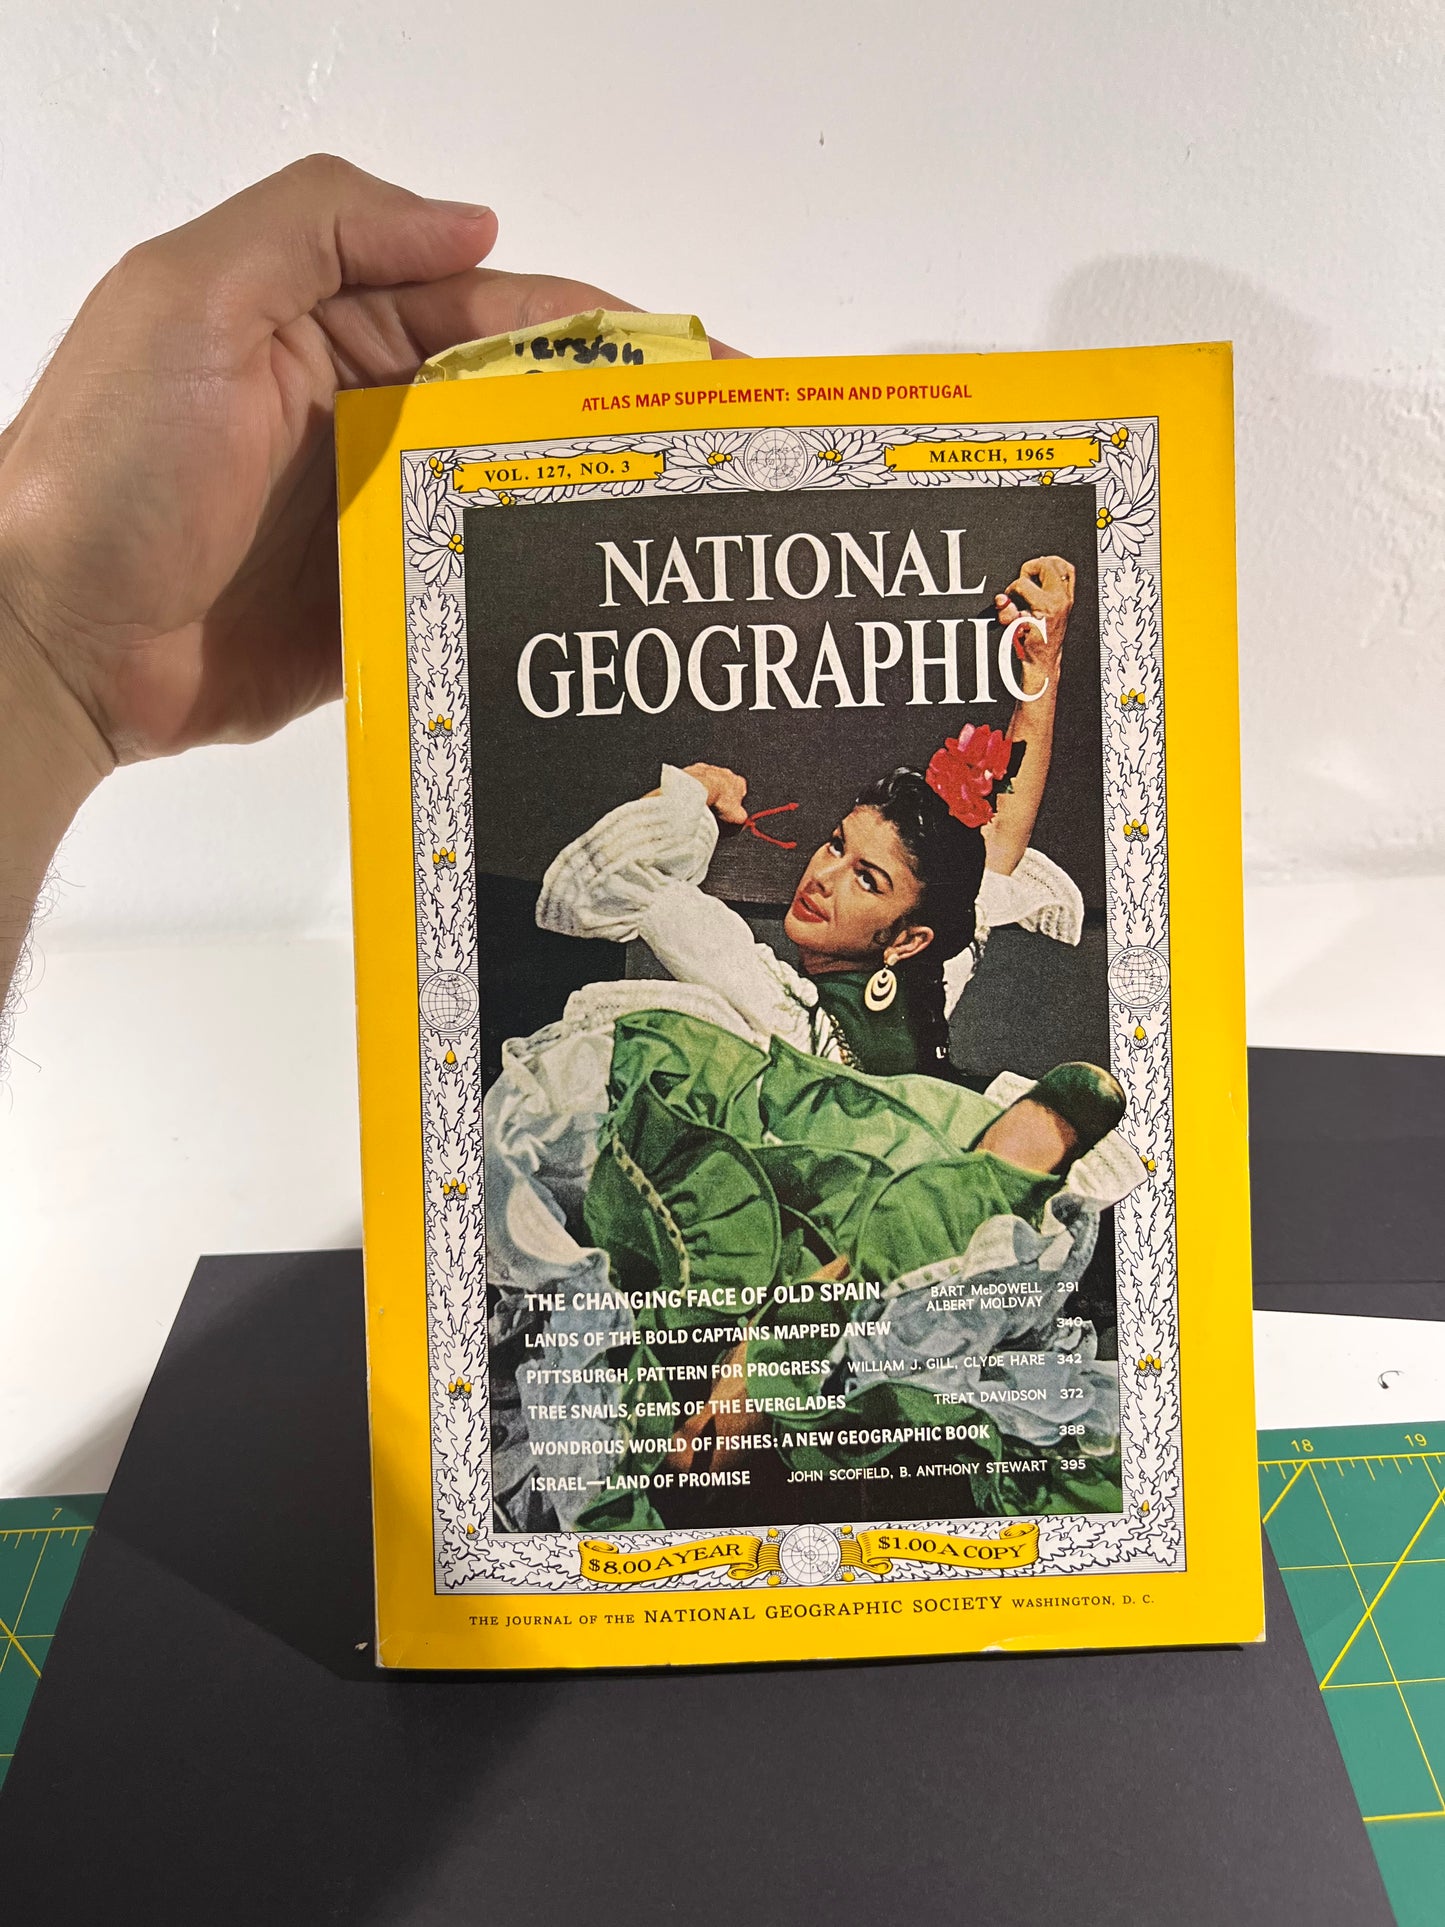 ATLAS MAP SUPPLEMENT: SPAIN AND PORTUGAL
VOL. 127, NO. 3
MARCH, 1965
NATIONAL
GEOGRAPHIC
THE CHANGING FACE OF OLD SPAIN BART McDOWELL 291
ALBERT MOLDVAY
LANDS OF THE BOLD CAPTAINS MAPPED ANEW 340
PITTSBURGH, PATTERN FOR PROGRESS WILLIAM J. GILL, CLYDE HARE 342
TREE SNAILS, GEMS OF THE EVERGLADES TREAT DAVIDSON 372
WONDROUS WORLD OF FISHES: A NEW GEOGRAPHIC BOOK 388
ISRAEL—LAND OF PROMISE JOHN SCOFIELD, B. ANTHONY STEWART 395
$8.00 A YEAR
$1.00 A COPY
THE JOURNAL OF THE NATIONAL GEOGRAPHIC SOCIETY WASHINGTON, D. C.
7
18
19